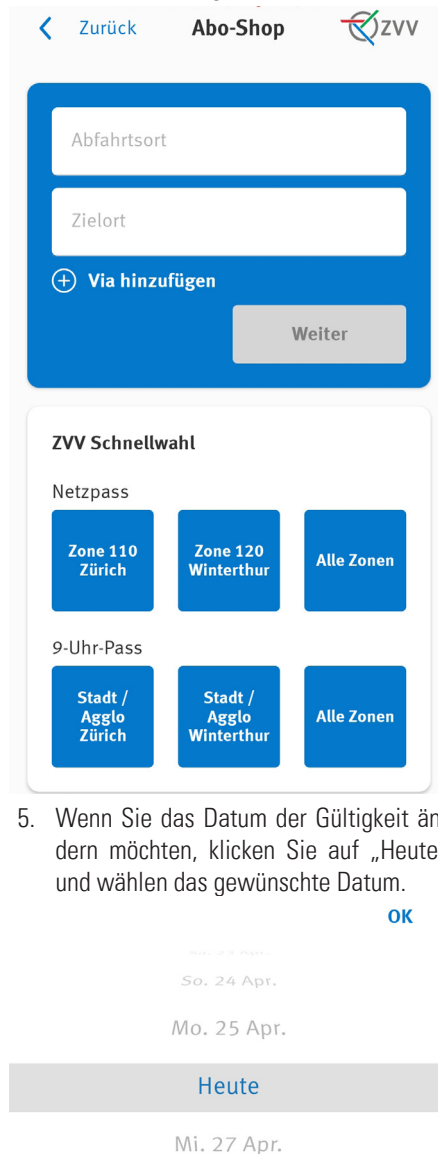 Zurück Abo-Shop ZVV
Abfahrtsort
Zielort
Via hinzufügen
Weiter
ZVV Schnellwahl
Netzpass
Zone 110
Zürich
Zone 120
Winterthur
Alle Zonen
9-Uhr-Pass
Stadt /
Agglo
Zürich
Stadt /
Agglo
Winterthur
Alle Zonen
5. Wenn Sie das Datum der Gültigkeit än
dern möchten, klicken Sie auf „Heute
und wählen das gewünschte Datum.
OK
So. 24 Apr.
Mo. 25 Apr.
Heute
Mi. 27 Apr.